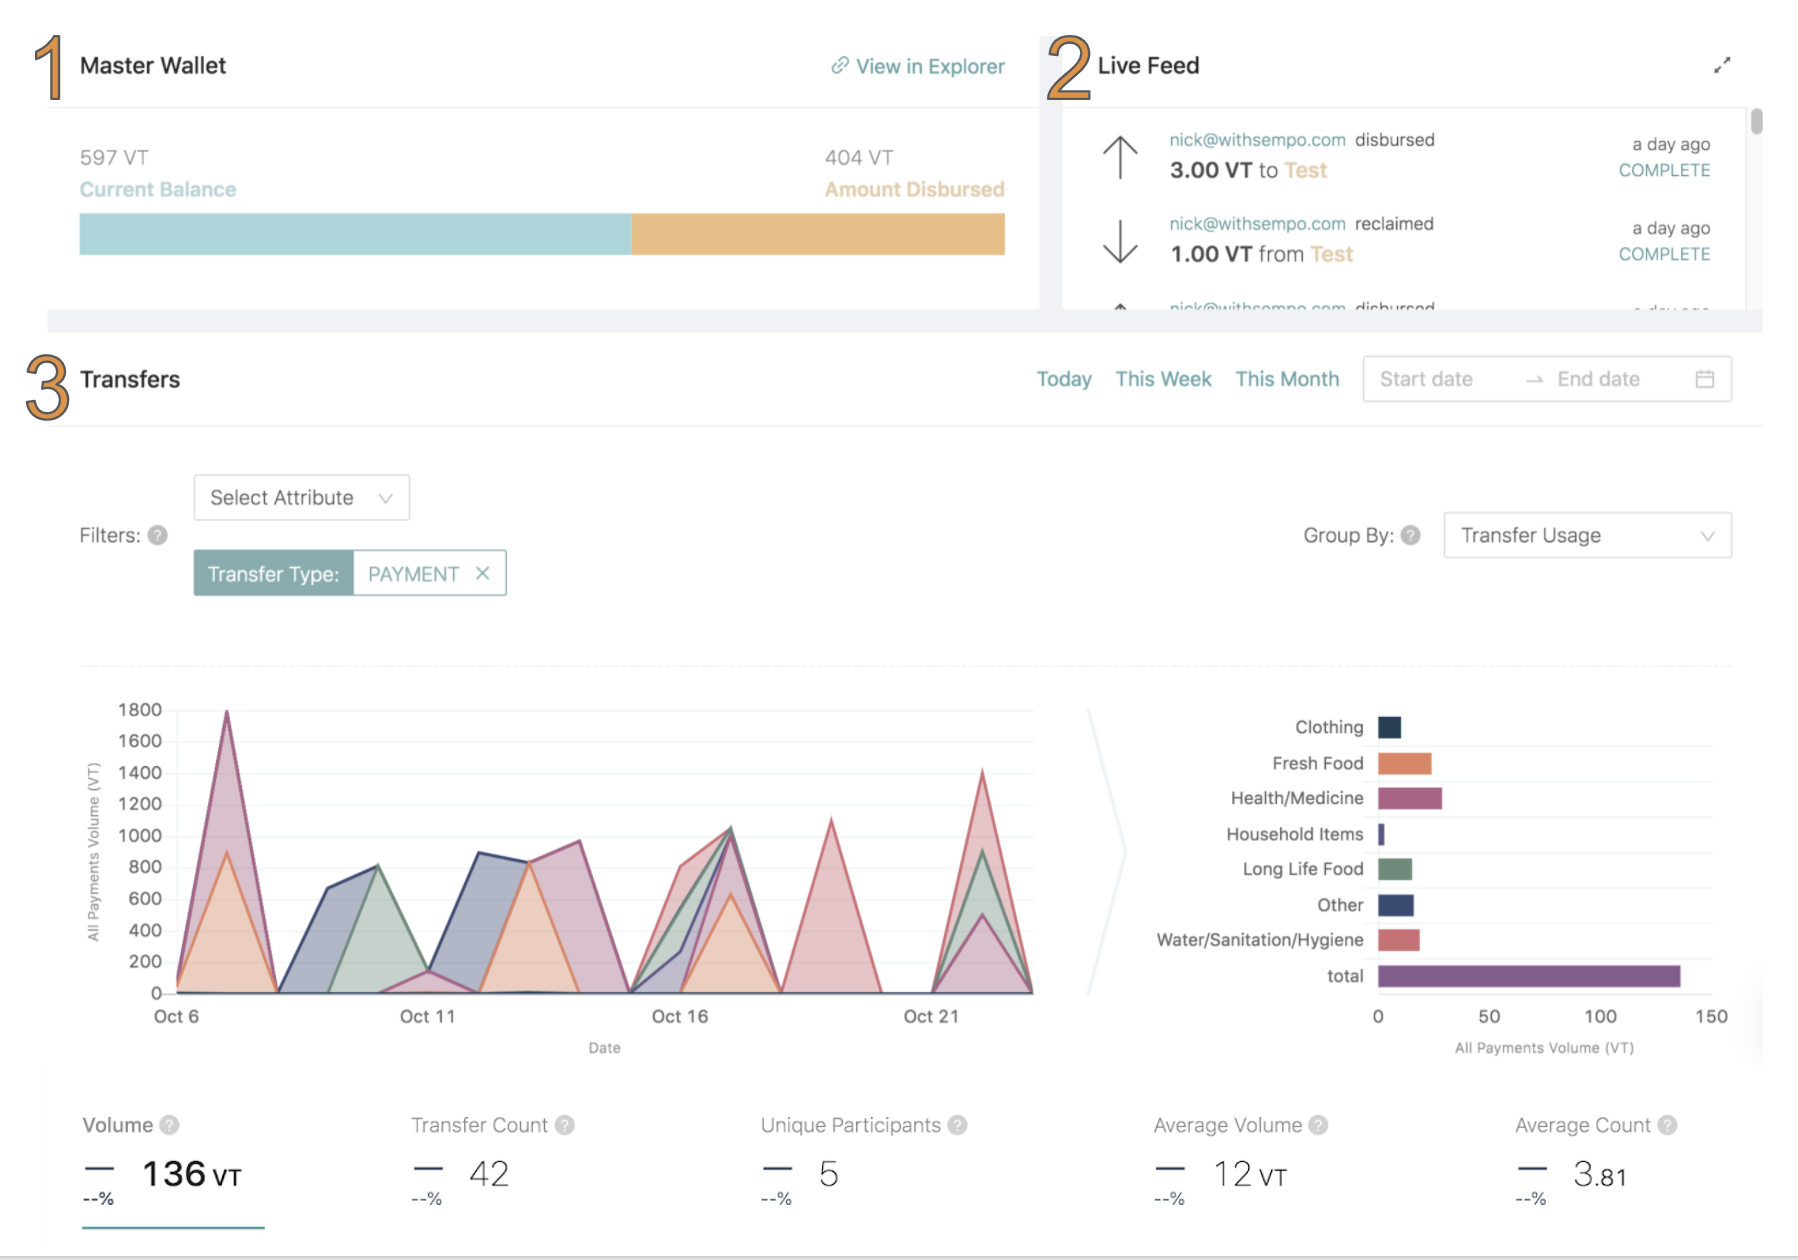 1 Master Wallet View in Explorer
597 VT 404 VT
Current Balance Amount Disbursed
2 Live Feed
nick@withsempo.com disbursed a day ago
3.00 VT to Test COMPLETE
nick@withsempo.com reclaimed a day ago
1.00 VT from Test COMPLETE
nick@withsempo.com disbursed a day ago
3 Transfers Today This Week This Month Start date End date
Select Attribute
Filters: ?
Transfer Type: PAYMENT
Group By: ? Transfer Usage
All Payments Volume (VT)
1800
1600
1400
1200
1000
800
600
400
200
0
Oct 6 Oct 11 Oct 16 Oct 21
Date
Clothing
Fresh Food
Health/Medicine
Household Items
Long Life Food
Other
Water/Sanitation/Hygiene
total
0 50 100 150
All Payments Volume (VT)
Volume ? Transfer Count ? Unique Participants ? Average Volume ? Average Count ?
136 VT 42 5 12 VT 3.81
--% --% --% --% --%